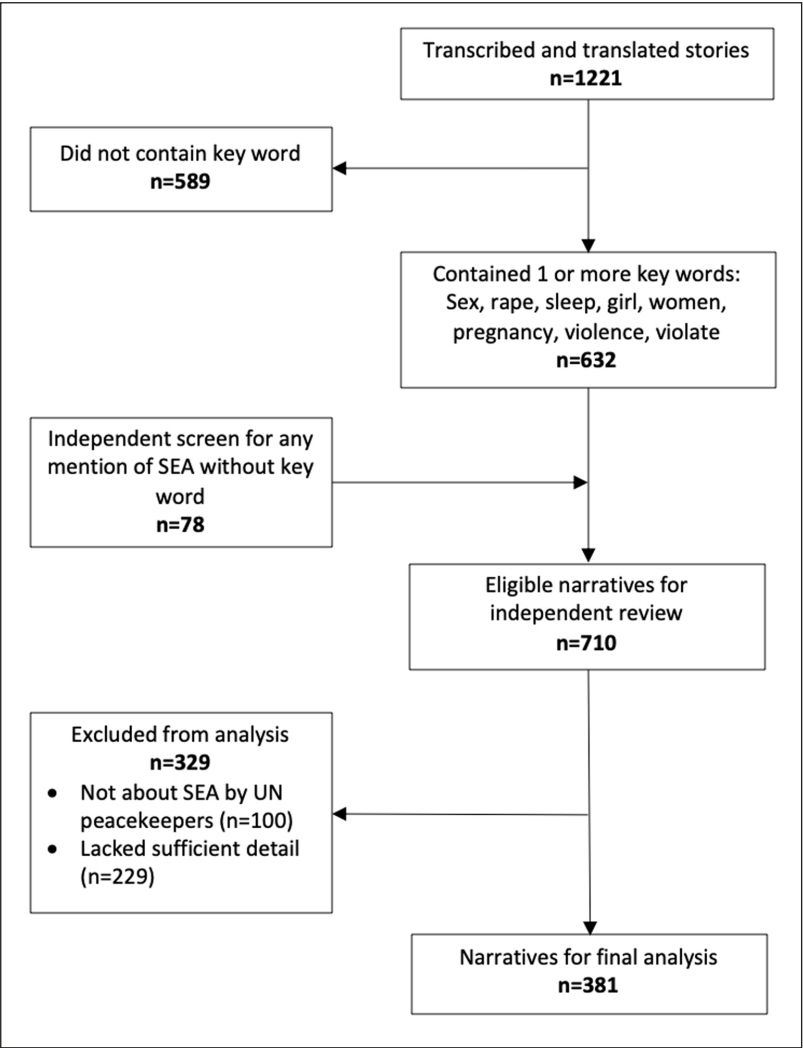 Transcribed and translated stories
n=1221
Did not contain key word
n=589
Contained 1 or more key words:
Sex, rape, sleep, girl, women,
pregnancy, violence, violate
n=632
Independent screen for any
mention of SEA without key
word
n=78
Eligible narratives for
independent review
n=710
Excluded from analysis
n=329
• Not about SEA by UN
peacekeepers (n=100)
• Lacked sufficient detail
(n=229)
Narratives for final analysis
n=381